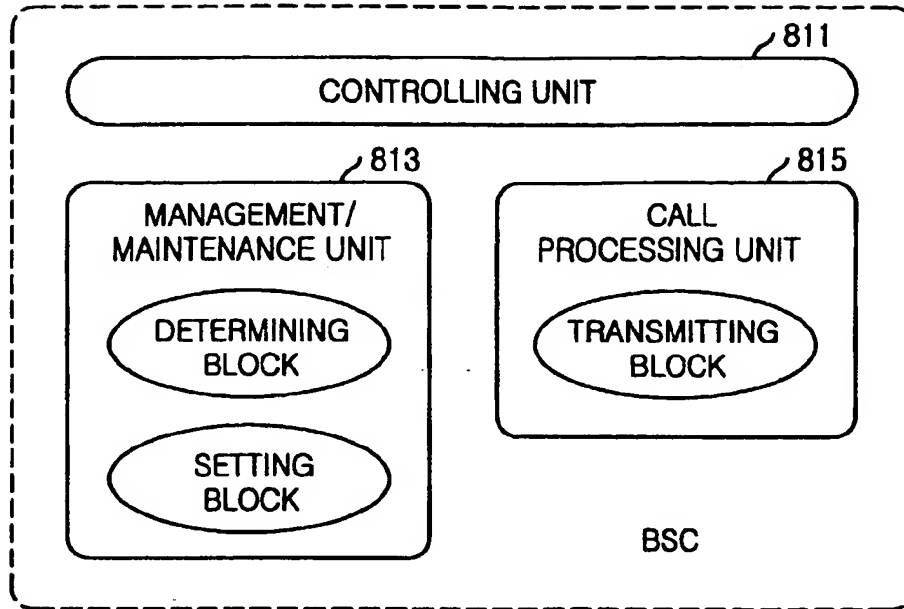 811
CONTROLLING UNIT
813
MANAGEMENT/
MAINTENANCE UNIT
DETERMINING
BLOCK
SETTING
BLOCK
815
CALL
PROCESSING UNIT
TRANSMITTING
BLOCK
BSC